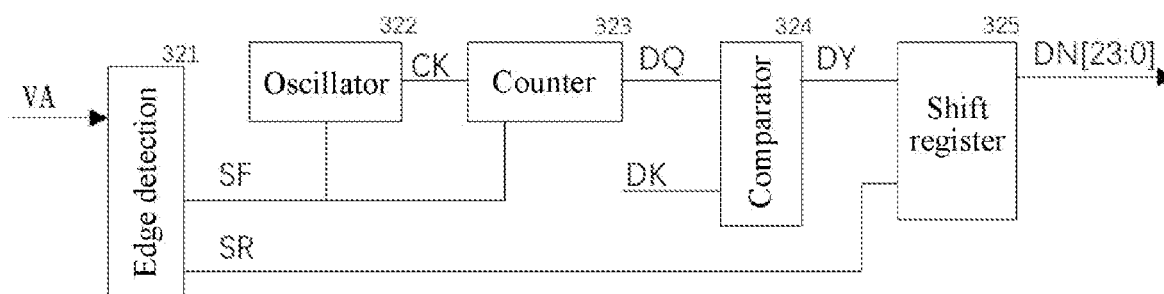 322
323
324
325
321
CK
DQ
DY
DN[23:0]
Oscillator
Counter
VA
Edge detection
Comparator
Shift
register
SF
DK
SR